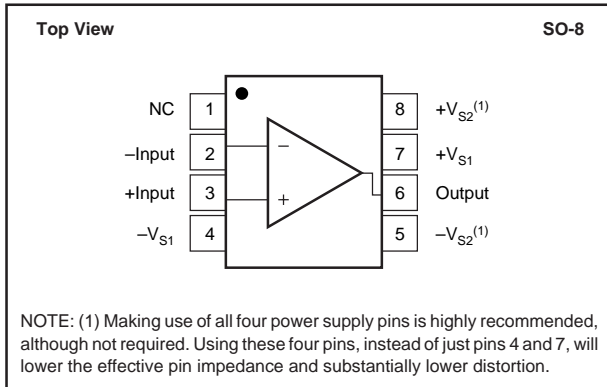 Top View SO-8
NC 1 8 +VS2(1)
–Input 2 – 7 +VS1
+Input 3 + 6 Output
–VS1 4 5 –VS2(1)
NOTE: (1) Making use of all four power supply pins is highly recommended,
although not required. Using these four pins, instead of just pins 4 and 7, will
lower the effective pin impedance and substantially lower distortion.